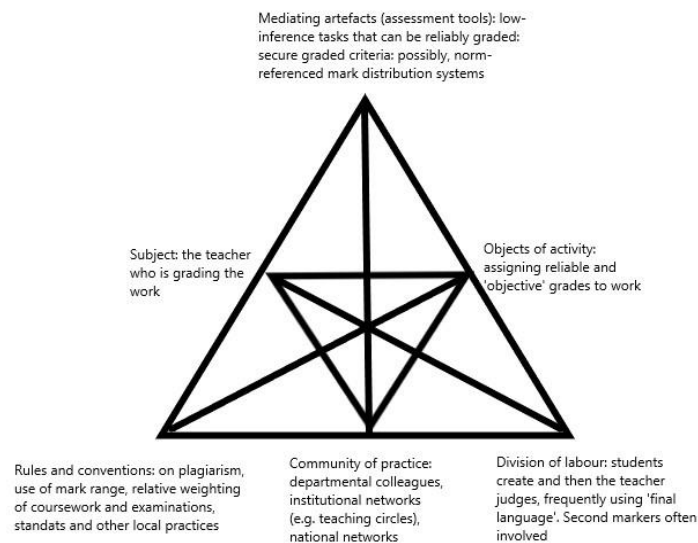 Mediating artefacts (assessment tools): low-
inference tasks that can be reliably graded:
secure graded criteria: possibly, norm-
referenced mark distribution systems
Subject: the teacher
who is grading the
work
Objects of activity:
assigning reliable and
'objective' grades to work
Rules and conventions: on plagiarism,
use of mark range, relative weighting
of coursework and examinations,
standats and other local practices
Community of practice:
departmental colleagues,
institutional networks
(e.g. teaching circles),
national networks
Division of labour: students
create and then the teacher
judges, frequently using 'final
language'. Second markers often
involved